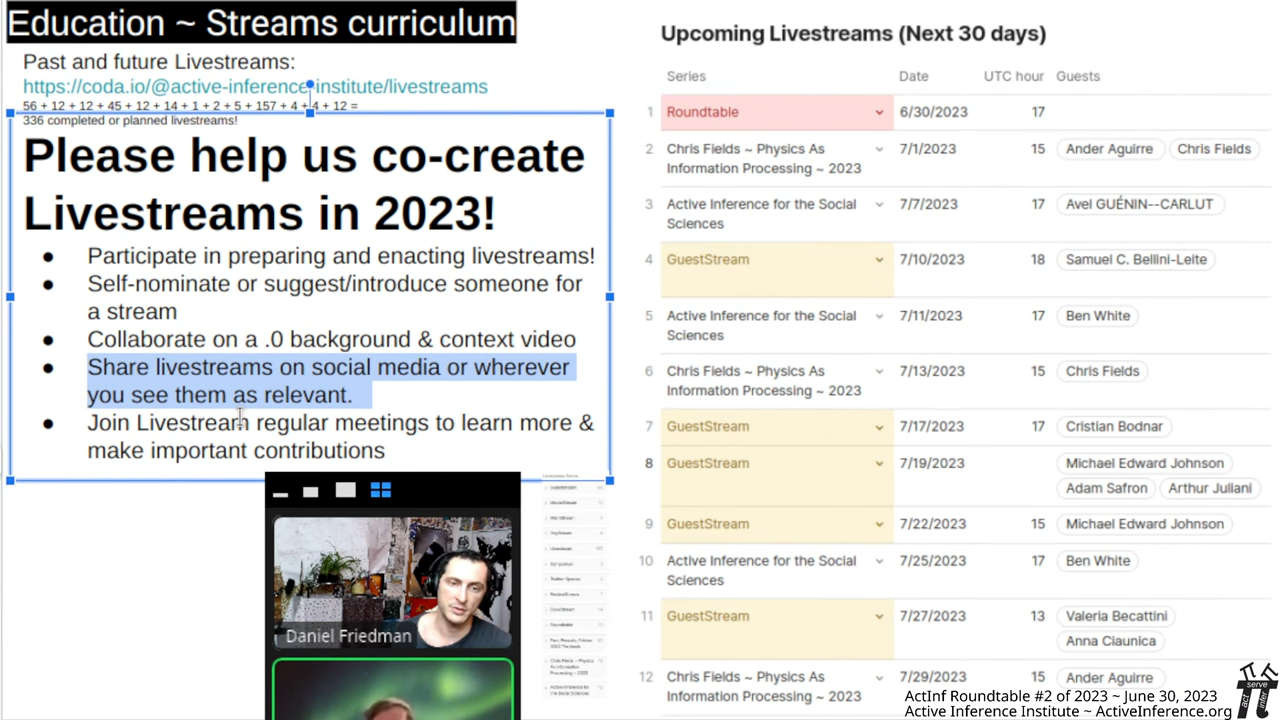 Education ~ Streams curriculum
Past and future Livestreams:
https://coda.io/@active-inference-institute/livestreams
56 + 12 + 12 + 45 + 12 + 14 + 1 + 2 + 5 + 157 + 4 + 4 + 12 =
336 completed or planned livestreams!
Please help us co-create
Livestreams in 2023!
● Participate in preparing and enacting livestreams!
● Self-nominate or suggest/introduce someone for
a stream
● Collaborate on a .0 background & context video
● Share livestreams on social media or wherever
you see them as relevant.
● Join Livestream regular meetings to learn more &
make important contributions
Daniel Friedman
Upcoming Livestreams (Next 30 days)
Series Date UTC hour Guests
1 Roundtable 6/30/2023 17
2 Chris Fields ~ Physics As 7/1/2023 15 Ander Aguirre Chris Fields
Information Processing ~ 2023
3 Active Inference for the Social 7/7/2023 17 Avel GUÉNIN--CARLUT
Sciences
4 GuestStream 7/10/2023 18 Samuel C. Bellini-Leite
5 Active Inference for the Social 7/11/2023 17 Ben White
Sciences
6 Chris Fields ~ Physics As 7/13/2023 15 Chris Fields
Information Processing ~ 2023
7 GuestStream 7/17/2023 17 Cristian Bodnar
8 GuestStream 7/19/2023 Michael Edward Johnson
Adam Safron Arthur Juliani
9 GuestStream 7/22/2023 15 Michael Edward Johnson
10 Active Inference for the Social 7/25/2023 17 Ben White
Sciences
11 GuestStream 7/27/2023 13 Valeria Becattini
Anna Ciaunica
12 Chris Fields ~ Physics As 7/29/2023 15 Ander Aguirre
Information Processing ~ 2023
ActInf Roundtable #2 of 2023 ~ June 30, 2023
Active Inference Institute ~ ActiveInference.org
act serve infer